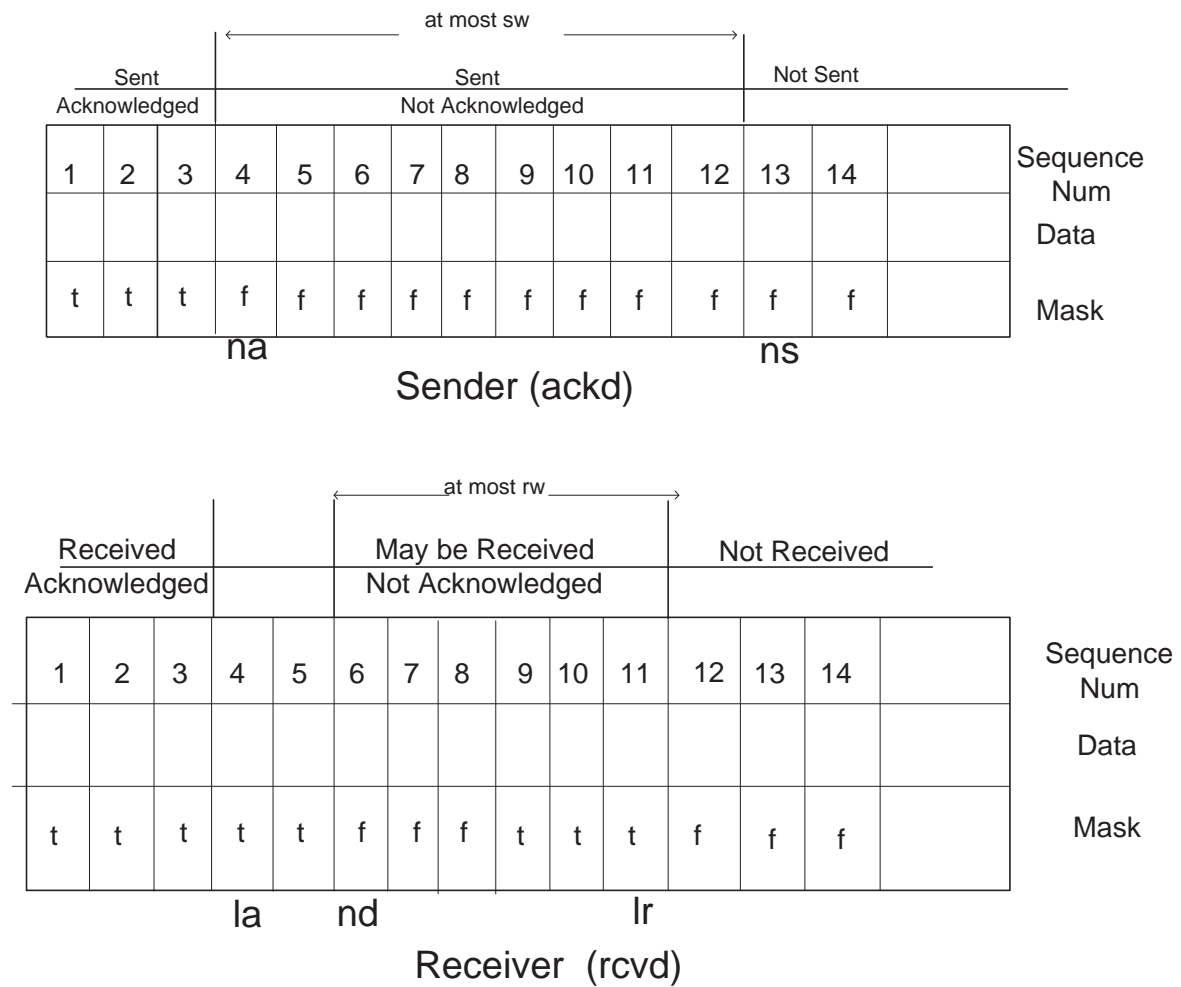 at most sw
Sent Sent Not Sent
Acknowledged Not Acknowledged
1 2 3 4 5 6 7 8 9 10 11 12 13 14 Sequence Num
Data
t t t f f f f f f f f f f f Mask
na ns
Sender (ackd)
at most rw
Received May be Received Not Received
Acknowledged Not Acknowledged
1 2 3 4 5 6 7 8 9 10 11 12 13 14 Sequence Num
Data
t t t t t f f f t t t f f f Mask
la nd lr
Receiver (rcvd)